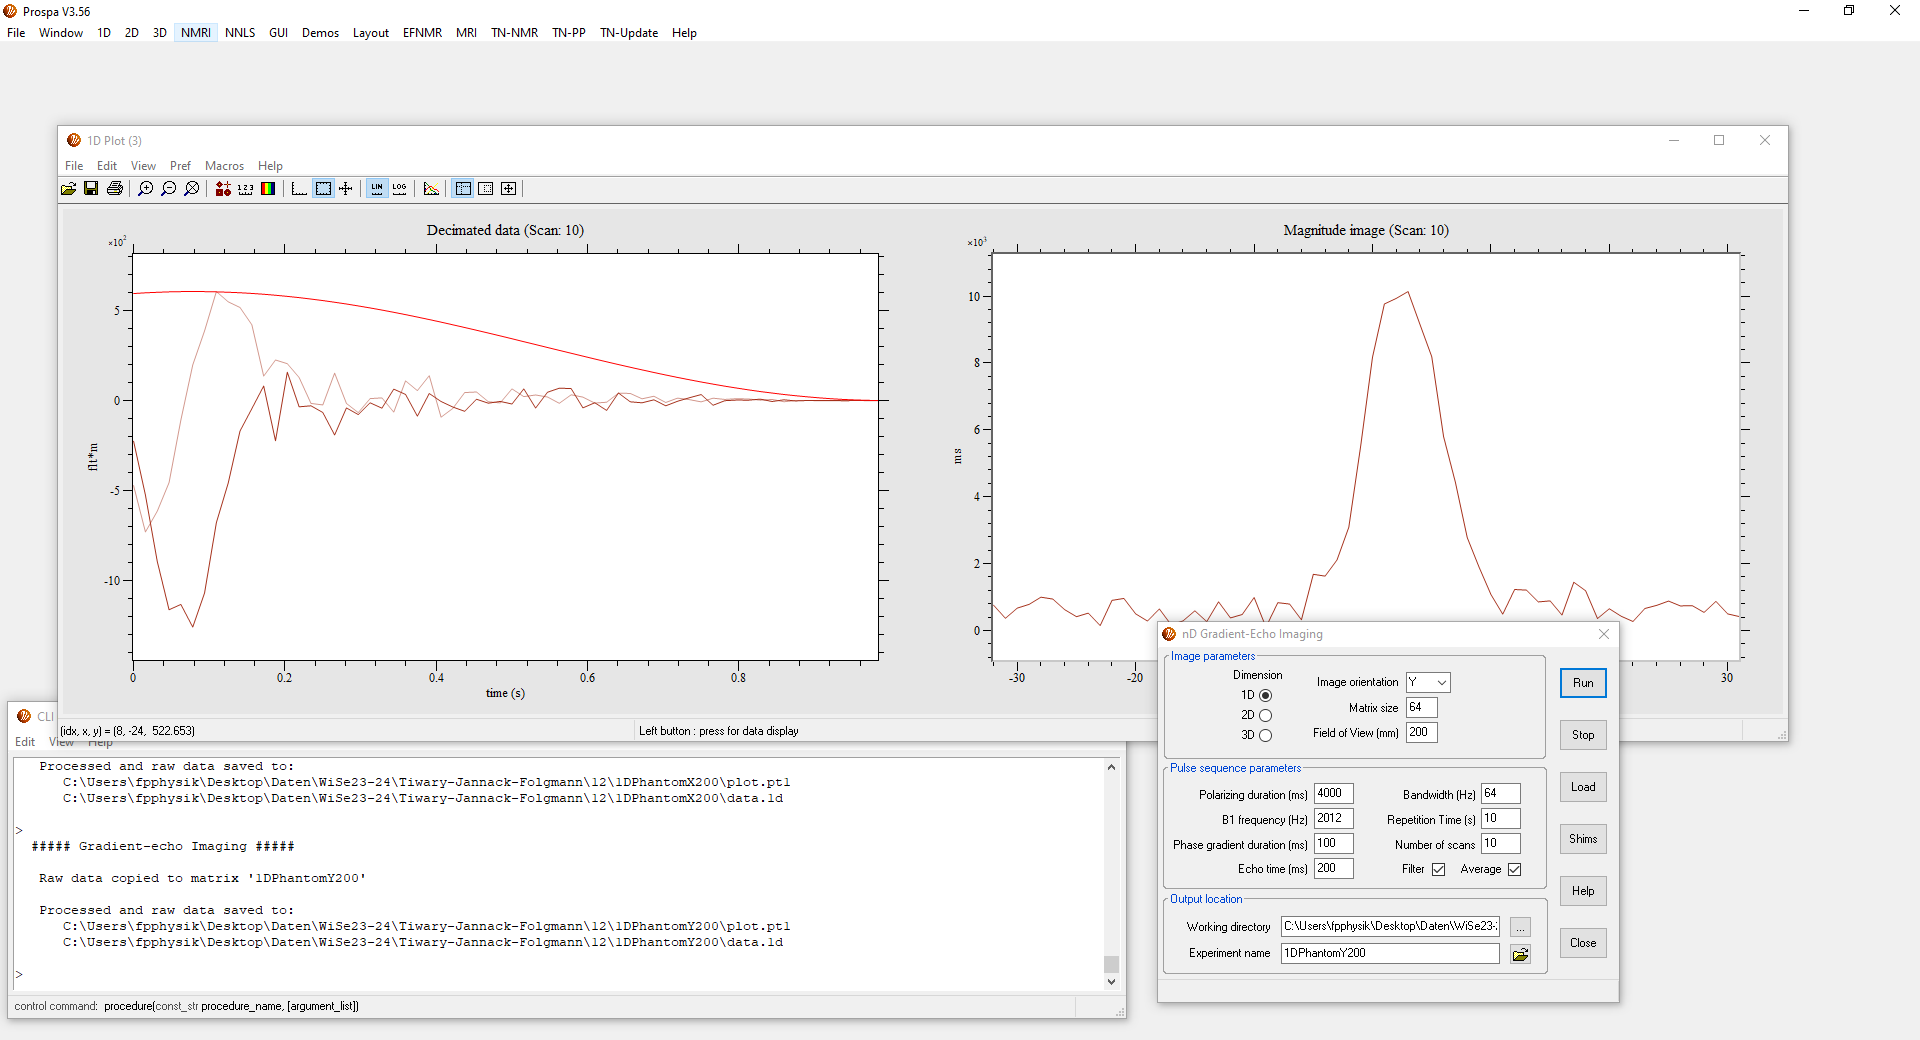 Prospa V3.56
File Window 1D 2D 3D NMRI NNLS GUI Demos Layout EFNMR MRI TN-NMR TN-PP TN-Update Help
1D Plot (3)
File Edit View Pref Macros Help
1 2 3 LIN LOG
Decimated data (Scan: 10)
×10²
5
0
-5
-10
flt*m
0 0.2 0.4 0.6 0.8
time (s)
Magnitude image (Scan: 10)
×10³
10
8
6
4
2
0
ms
-30 -20 30
(idx, x, y) = (8, -24, 522.653)
Left button : press for data display
CLI
Edit View Help
Processed and raw data saved to:
C:\Users\fpphysik\Desktop\Daten\WiSe23-24\Tiwary-Jannack-Folgmann\12\1DPhantomX200\plot.pt1
C:\Users\fpphysik\Desktop\Daten\WiSe23-24\Tiwary-Jannack-Folgmann\12\1DPhantomX200\data.1d
>
##### Gradient-echo Imaging #####
Raw data copied to matrix '1DPhantomY200'
Processed and raw data saved to:
C:\Users\fpphysik\Desktop\Daten\WiSe23-24\Tiwary-Jannack-Folgmann\12\1DPhantomY200\plot.pt1
C:\Users\fpphysik\Desktop\Daten\WiSe23-24\Tiwary-Jannack-Folgmann\12\1DPhantomY200\data.1d
>
control command: procedure(const_str procedure_name, [argument_list])
nD Gradient-Echo Imaging
Image parameters
Dimension
1D
2D
3D
Image orientation Y
Matrix size 64
Field of View (mm) 200
Pulse sequence parameters
Polarizing duration (ms) 4000 Bandwidth (Hz) 64
B1 frequency (Hz) 2012 Repetition Time (s) 10
Phase gradient duration (ms) 100 Number of scans 10
Echo time (ms) 200 Filter Average
Output location
Working directory C:\Users\fpphysik\Desktop\Daten\WiSe23-: ...
Experiment name 1DPhantomY200
Run
Stop
Load
Shims
Help
Close